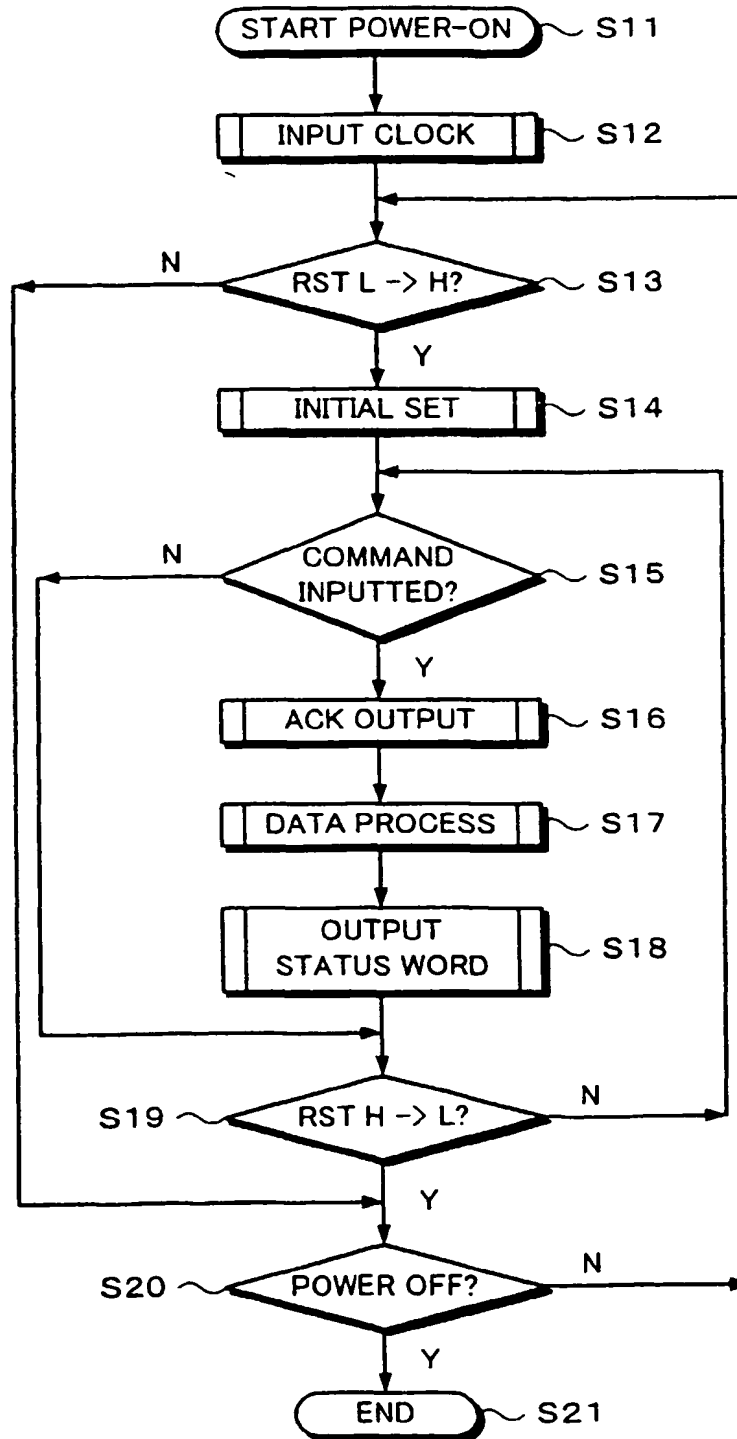 START POWER-ON S11
INPUT CLOCK S12
N RST L -> H? S13
Y
INITIAL SET S14
N COMMAND INPUTTED? S15
Y
ACK OUTPUT S16
DATA PROCESS S17
OUTPUT
STATUS WORD S18
S19 RST H -> L? N
Y
S20 POWER OFF? N
Y
END S21